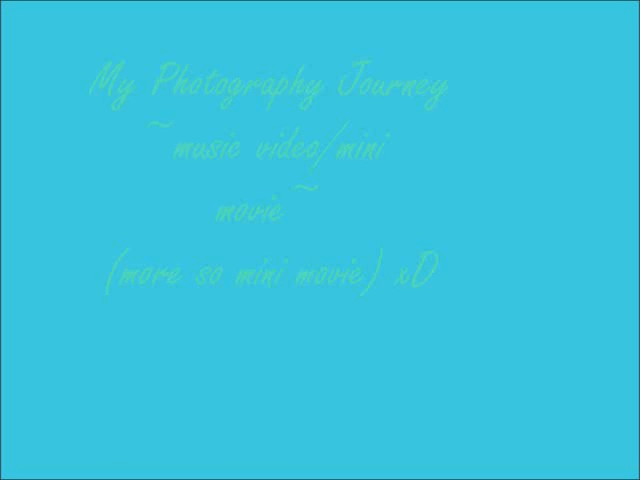 My Photography Journey
~music video/mini
movie~
(more so mini movie) xD